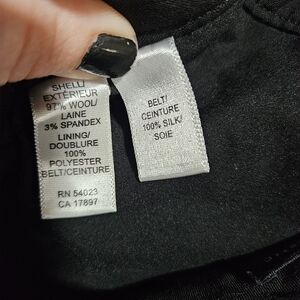 SHELL/
EXTÉRIEUR
97% WOOL/
LAINE
3% SPANDEX
LINING/
DOUBLURE
100%
POLYESTER
BELT/CEINTURE
RN 54023
CA 17897
BELT/
CEINTURE
100% SILK/
SOIE